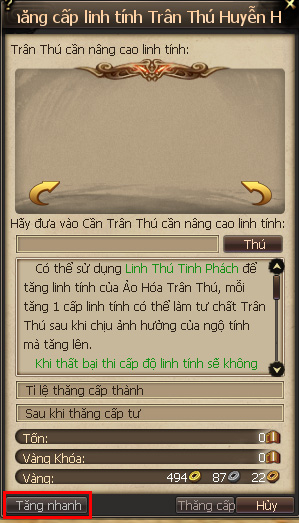 năng cấp linh tính Trân Thú Huyễn H
Trân Thú cần nâng cao linh tính:
Hãy đưa vào Cần Trân Thú cần nâng cao linh tính:
Thú
Có thể sử dụng Linh Thú Tinh Phách để
tăng linh tính của Ảo Hóa Trân Thú, mỗi
tăng 1 cấp linh tính có thể làm tư chất Trân
Thú sau khi chịu ảnh hưởng của ngộ tính
mà tăng lên.
Khi thất bại thì cấp độ linh tính sẽ không
Tỉ lệ thăng cấp thành
Sau khi thăng cấp tư
Tốn: 0
Vàng Khóa: 0
Vàng: 494 87 22
Tăng nhanh Thăng cấp Hủy